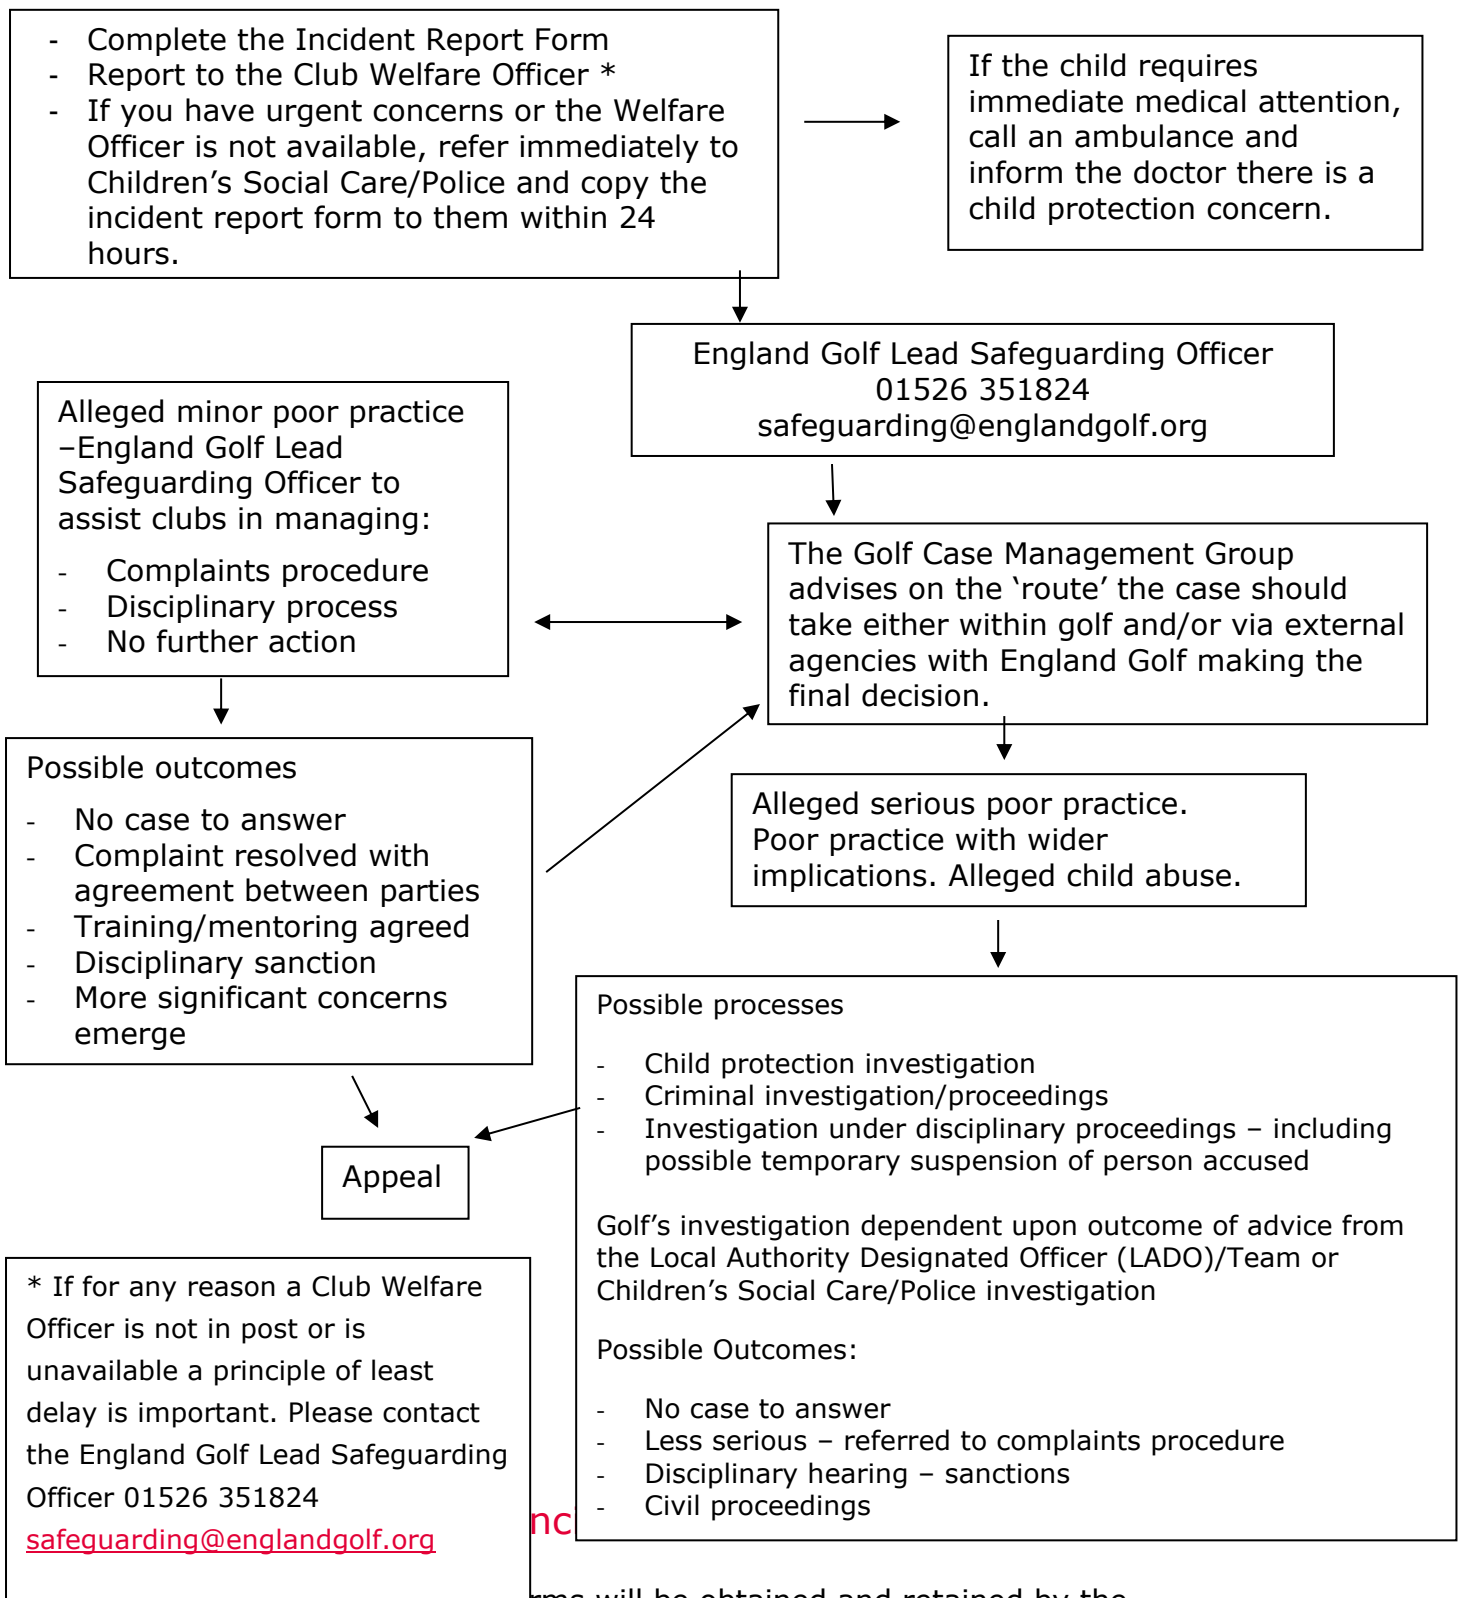 - Complete the Incident Report Form
- Report to the Club Welfare Officer *
- If you have urgent concerns or the Welfare
Officer is not available, refer immediately to
Children’s Social Care/Police and copy the
incident report form to them within 24
hours.
If the child requires
immediate medical attention,
call an ambulance and
inform the doctor there is a
child protection concern.
England Golf Lead Safeguarding Officer
01526 351824
safeguarding@englandgolf.org
Alleged minor poor practice
–England Golf Lead
Safeguarding Officer to
assist clubs in managing:
- Complaints procedure
- Disciplinary process
- No further action
The Golf Case Management Group
advises on the ‘route’ the case should
take either within golf and/or via external
agencies with England Golf making the
final decision.
Possible outcomes
- No case to answer
- Complaint resolved with
agreement between parties
- Training/mentoring agreed
- Disciplinary sanction
- More significant concerns
emerge
Alleged serious poor practice.
Poor practice with wider
implications. Alleged child abuse.
Possible processes
- Child protection investigation
- Criminal investigation/proceedings
- Investigation under disciplinary proceedings – including
possible temporary suspension of person accused
Golf’s investigation dependent upon outcome of advice from
the Local Authority Designated Officer (LADO)/Team or
Children’s Social Care/Police investigation
Possible Outcomes:
- No case to answer
- Less serious – referred to complaints procedure
- Disciplinary hearing – sanctions
- Civil proceedings
Appeal
* If for any reason a Club Welfare
Officer is not in post or is
unavailable a principle of least
delay is important. Please contact
the England Golf Lead Safeguarding
Officer 01526 351824
safeguarding@englandgolf.org
will be obtained and retained by the